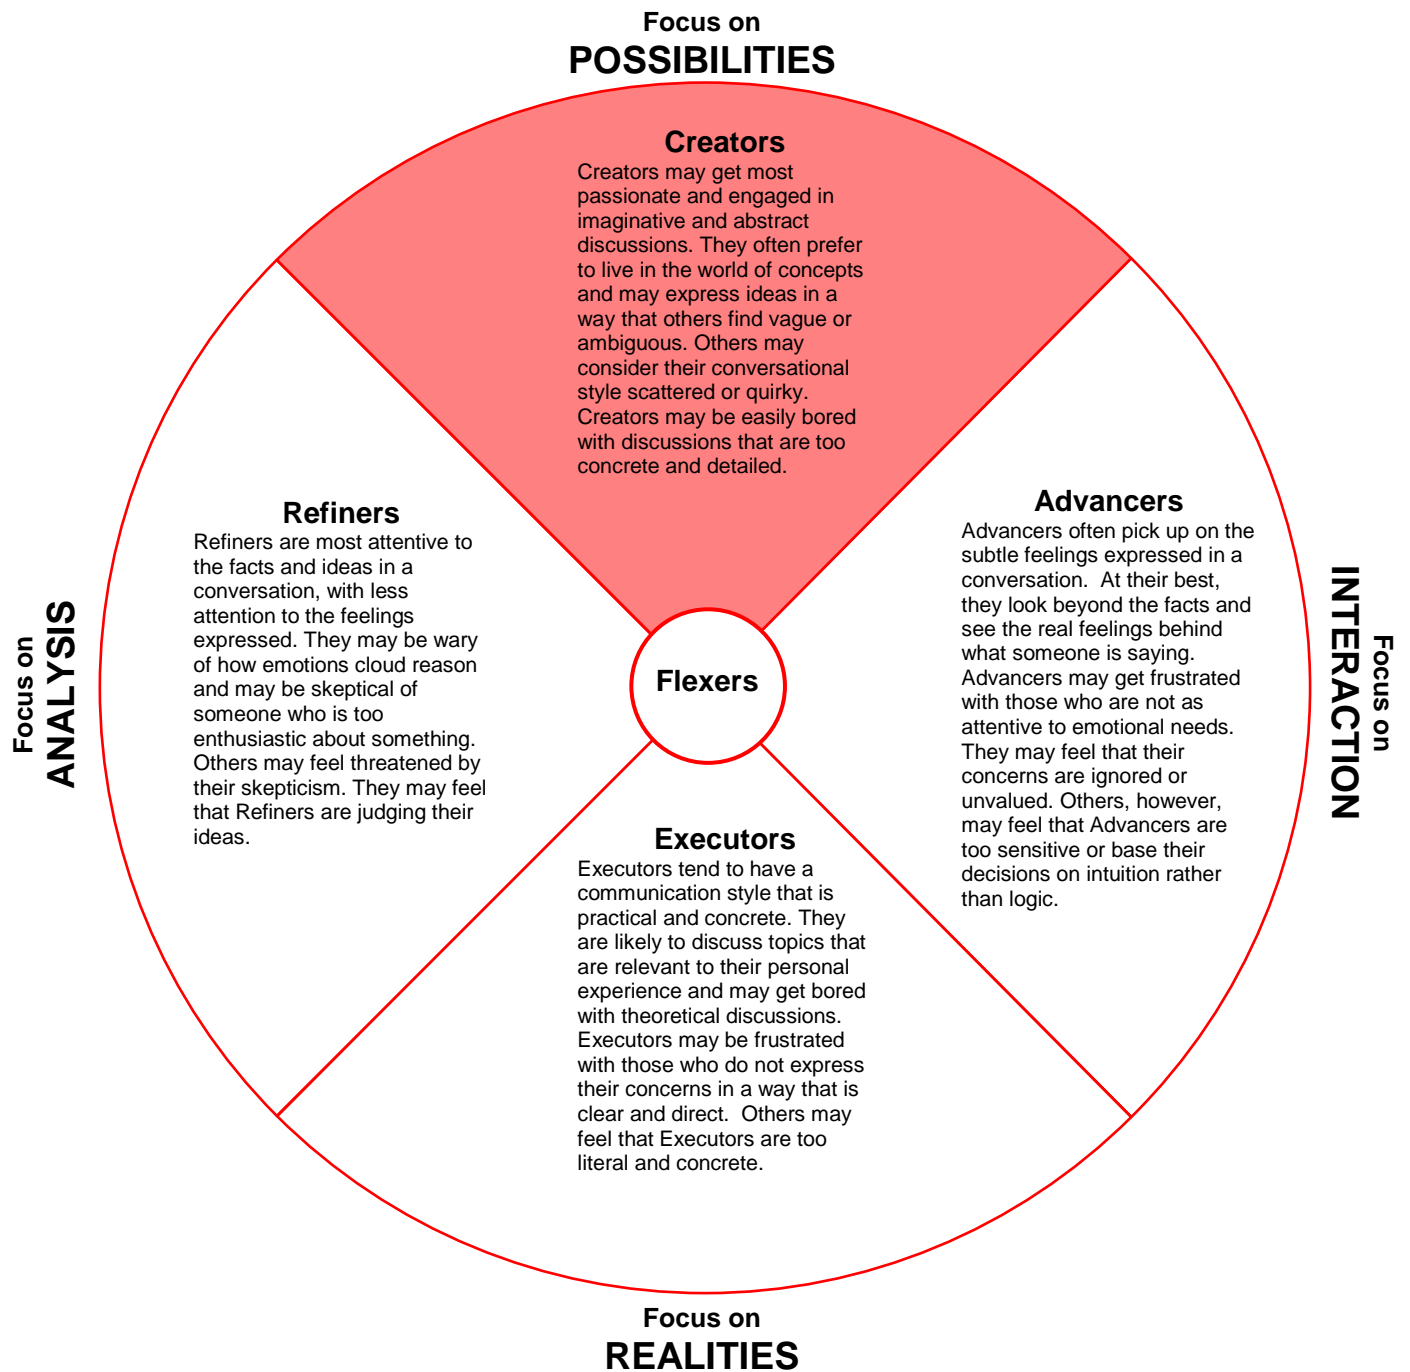 Focus on
POSSIBILITIES
Creators
Creators may get most
passionate and engaged in
imaginative and abstract
discussions. They often prefer
to live in the world of concepts
and may express ideas in a
way that others find vague or
ambiguous. Others may
consider their conversational
style scattered or quirky.
Creators may be easily bored
with discussions that are too
concrete and detailed.
Focus on
ANALYSIS
Refiners
Refiners are most attentive to
the facts and ideas in a
conversation, with less
attention to the feelings
expressed. They may be wary
of how emotions cloud reason
and may be skeptical of
someone who is too
enthusiastic about something.
Others may feel threatened by
their skepticism. They may feel
that Refiners are judging their
ideas.
Flexers
Advancers
Advancers often pick up on the
subtle feelings expressed in a
conversation.  At their best,
they look beyond the facts and
see the real feelings behind
what someone is saying.
Advancers may get frustrated
with those who are not as
attentive to emotional needs.
They may feel that their
concerns are ignored or
unvalued. Others, however,
may feel that Advancers are
too sensitive or base their
decisions on intuition rather
than logic.
Focus on
INTERACTION
Executors
Executors tend to have a
communication style that is
practical and concrete. They
are likely to discuss topics that
are relevant to their personal
experience and may get bored
with theoretical discussions.
Executors may be frustrated
with those who do not express
their concerns in a way that is
clear and direct.  Others may
feel that Executors are too
literal and concrete.
Focus on
REALITIES